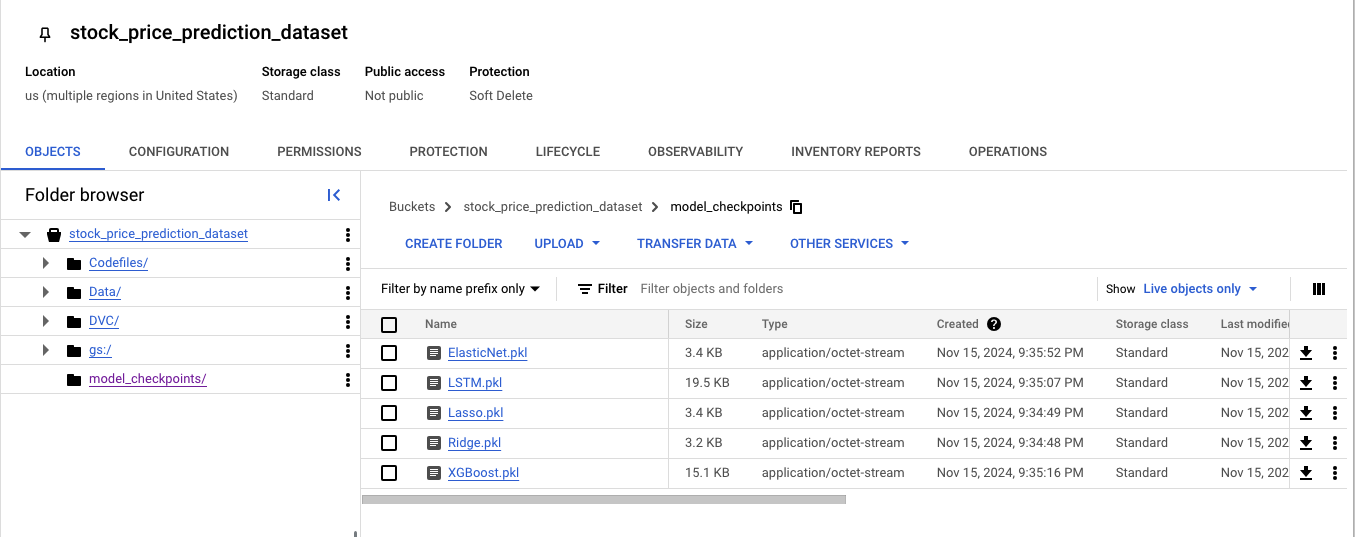 stock_price_prediction_dataset
Location Storage class Public access Protection
us (multiple regions in United States) Standard Not public Soft Delete
OBJECTS CONFIGURATION PERMISSIONS PROTECTION LIFECYCLE OBSERVABILITY INVENTORY REPORTS OPERATIONS
Folder browser
stock_price_prediction_dataset
Codefiles/
Data/
DVC/
gs:/
model_checkpoints/
Buckets stock_price_prediction_dataset model_checkpoints
CREATE FOLDER UPLOAD TRANSFER DATA OTHER SERVICES
Filter by name prefix only Filter Filter objects and folders Show Live objects only
Name Size Type Created Storage class Last modified
ElasticNet.pkl 3.4 KB application/octet-stream Nov 15, 2024, 9:35:52 PM Standard Nov 15, 202
LSTM.pkl 19.5 KB application/octet-stream Nov 15, 2024, 9:35:07 PM Standard Nov 15, 202
Lasso.pkl 3.4 KB application/octet-stream Nov 15, 2024, 9:34:49 PM Standard Nov 15, 202
Ridge.pkl 3.2 KB application/octet-stream Nov 15, 2024, 9:34:48 PM Standard Nov 15, 202
XGBoost.pkl 15.1 KB application/octet-stream Nov 15, 2024, 9:35:16 PM Standard Nov 15, 202